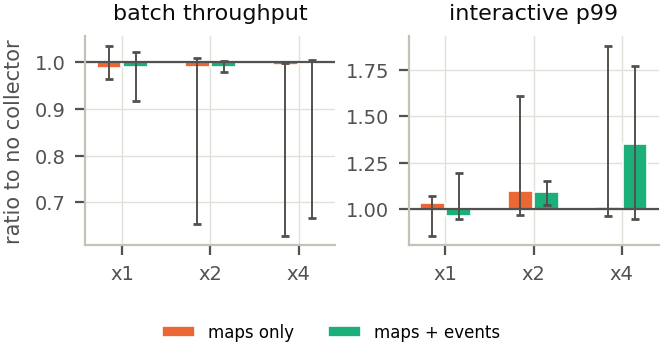 batch throughput
interactive p99
ratio to no collector
1.0
0.9
0.8
0.7
x1
x2
x4
1.75
1.50
1.25
1.00
x1
x2
x4
maps only
maps + events